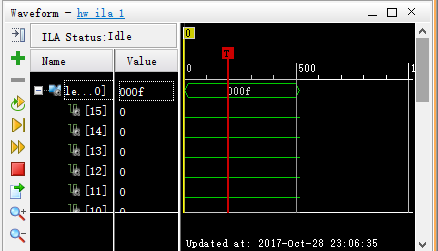 Waveform - hw_ila_1
ILA Status:Idle
Name Value
0
T
0 500 1
le...0] 000f 000f
[15] 0
[14] 0
[13] 0
[12] 0
[11] 0
[10] 0
Updated at: 2017-Oct-28 23:06:35